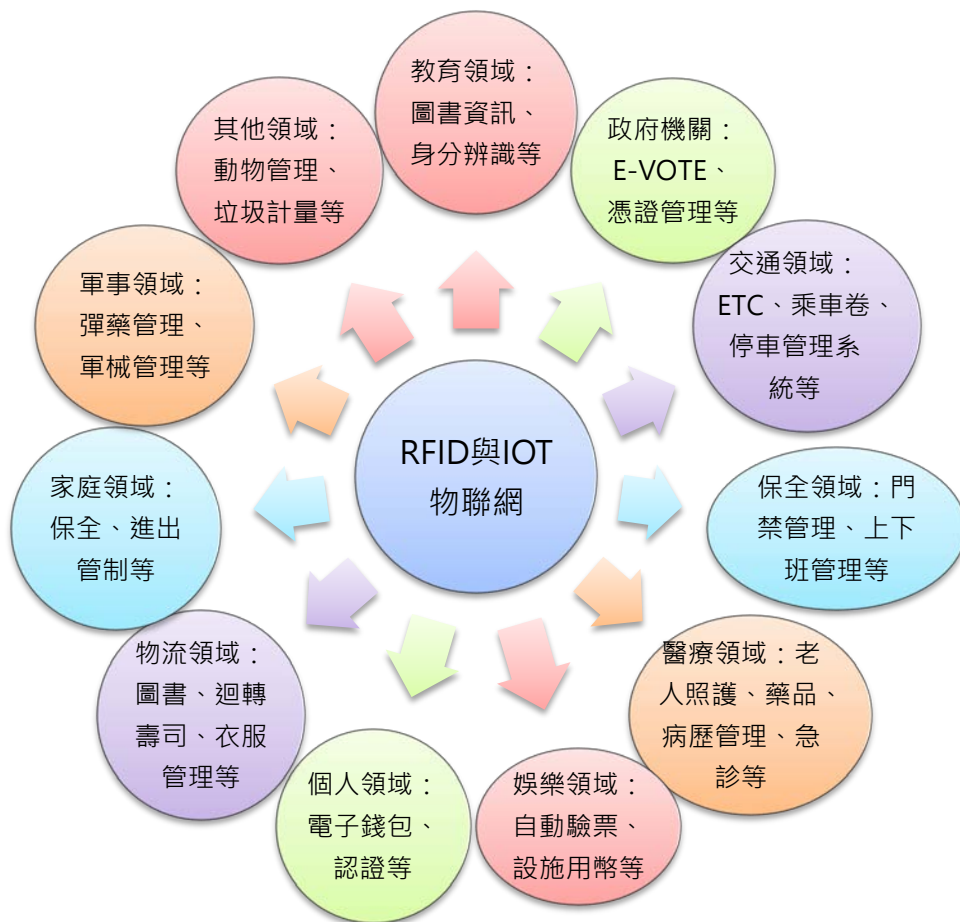 教育領域：
圖書資訊、
身分辨識等
政府機關：
E-VOTE、
憑證管理等
交通領域：
ETC、乘車卷、
停車管理系
統等
保全領域：門
禁管理、上下
班管理等
醫療領域：老
人照護、藥品、
病歷管理、急
診等
娛樂領域：
自動驗票、
設施用幣等
個人領域：
電子錢包、
認證等
物流領域：
圖書、迴轉
壽司、衣服
管理等
家庭領域：
保全、進出
管制等
軍事領域：
彈藥管理、
軍械管理等
其他領域：
動物管理、
垃圾計量等
RFID與IOT
物聯網